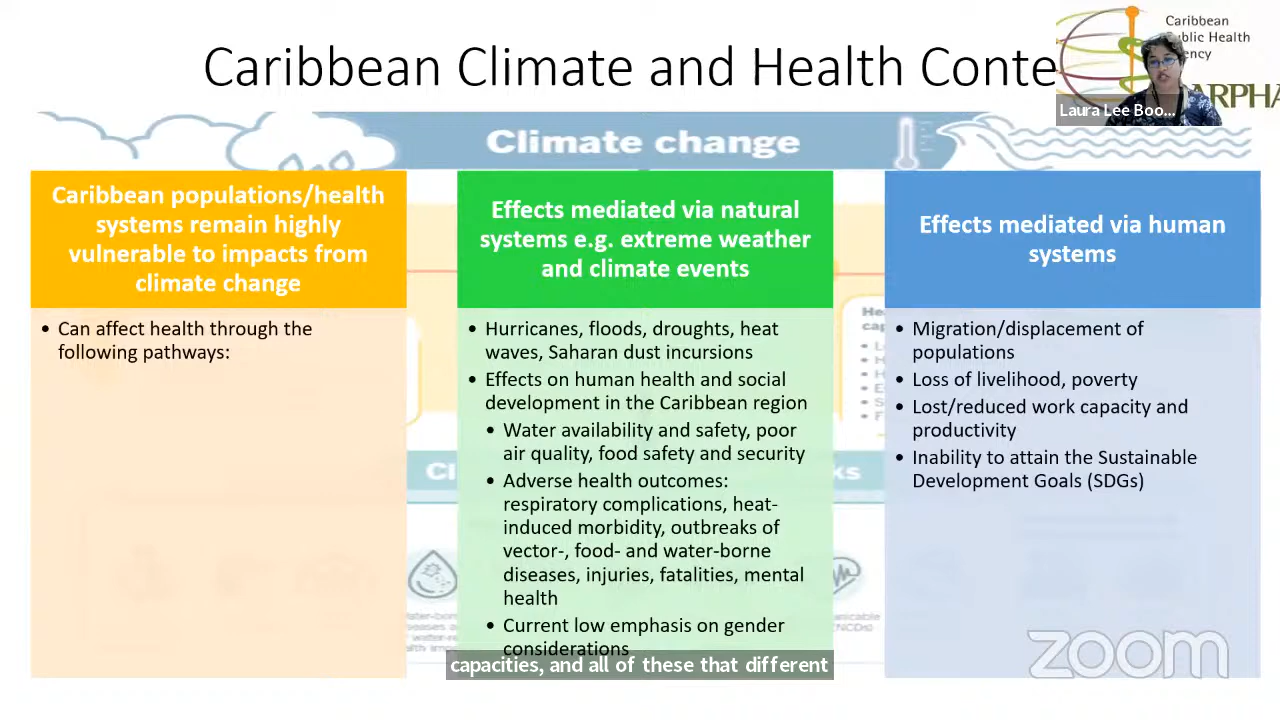 Caribbean Climate and Health Conte
Caribbean
Public Health
Agency
CARPHA
Laura Lee Boo...
Climate change
Caribbean populations/health
systems remain highly
vulnerable to impacts from
climate change
• Can affect health through the
following pathways:
Effects mediated via natural
systems e.g. extreme weather
and climate events
• Hurricanes, floods, droughts, heat
waves, Saharan dust incursions
• Effects on human health and social
development in the Caribbean region
• Water availability and safety, poor
air quality, food safety and security
• Adverse health outcomes:
respiratory complications, heat-
induced morbidity, outbreaks of
vector-, food- and water-borne
diseases, injuries, fatalities, mental
health
• Current low emphasis on gender
considerations
Effects mediated via human
systems
• Migration/displacement of
populations
• Loss of livelihood, poverty
• Lost/reduced work capacity and
productivity
• Inability to attain the Sustainable
Development Goals (SDGs)
capacities, and all of these that different
zoom